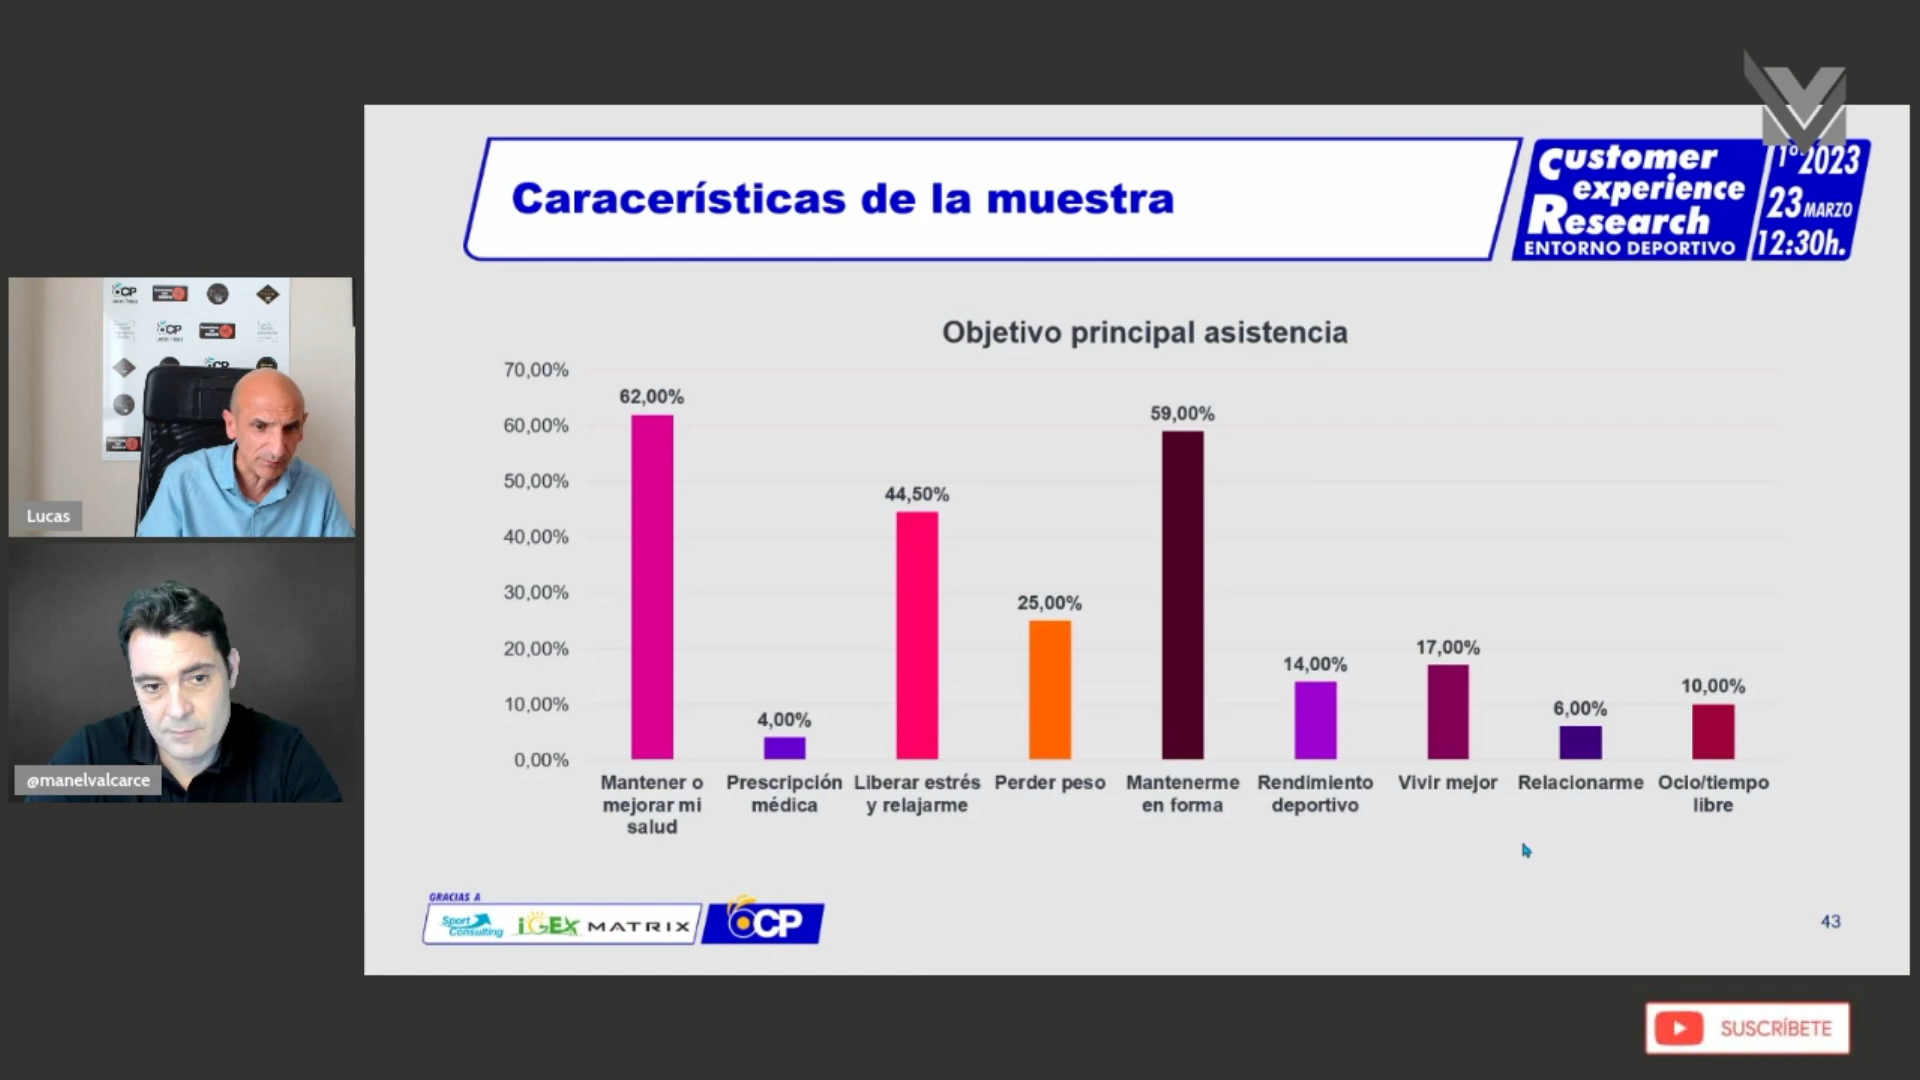 Caracerísticas de la muestra
Customer
experience
Research
ENTORNO DEPORTIVO
1º2023
23 MARZO
12:30h.
Objetivo principal asistencia
70,00%
60,00%
50,00%
40,00%
30,00%
20,00%
10,00%
0,00%
62,00%
4,00%
44,50%
25,00%
59,00%
14,00%
17,00%
6,00%
10,00%
Mantener o
mejorar mi
salud
Prescripción
médica
Liberar estrés
y relajarme
Perder peso
Mantenerme
en forma
Rendimiento
deportivo
Vivir mejor
Relacionarme
Ocio/tiempo
libre
Lucas
@manelvalcarce
GRACIAS A
Sport
Consulting
iGEX
MATRIX
CP
43
SUSCRÍBETE